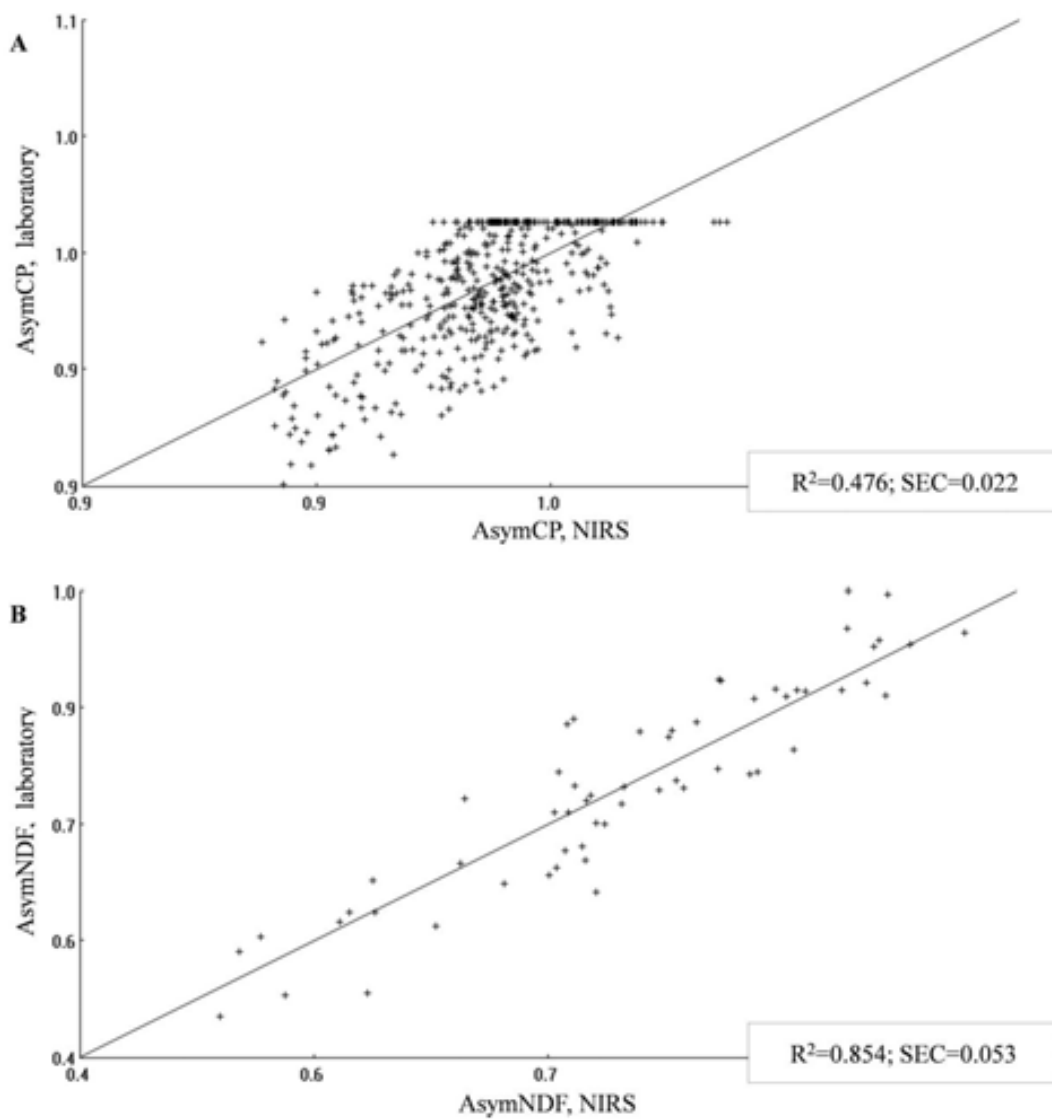 A
1.1
1.0
1.0
0.9
0.9
AsymCP, laboratory
0.9 0.9 1.0
AsymCP, NIRS
R²=0.476; SEC=0.022
B
1.0
0.9
0.7
0.6
0.4
AsymNDF, laboratory
0.4 0.6 0.7
AsymNDF, NIRS
R²=0.854; SEC=0.053